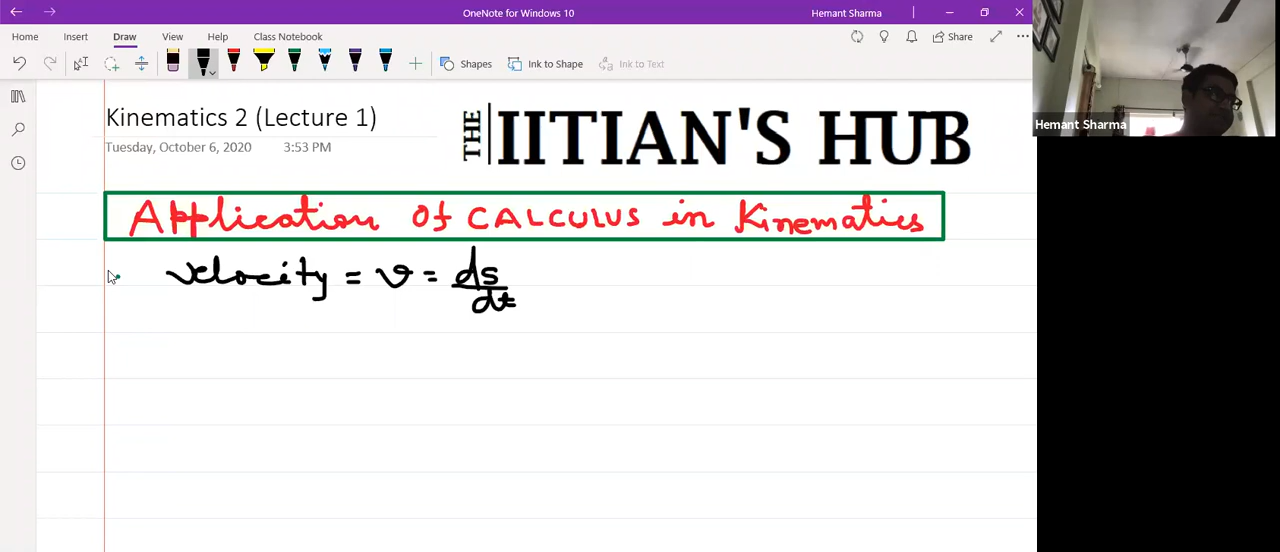 OneNote for Windows 10
Hemant Sharma
Home Insert Draw View Help Class Notebook
Share
Shapes Ink to Shape Ink to Text
Kinematics 2 (Lecture 1)
Tuesday, October 6, 2020 3:53 PM
THE IITIAN'S HUB
Hemant Sharma
Application Of CALCULUS in Kinematics
velocity = v = ds/dt